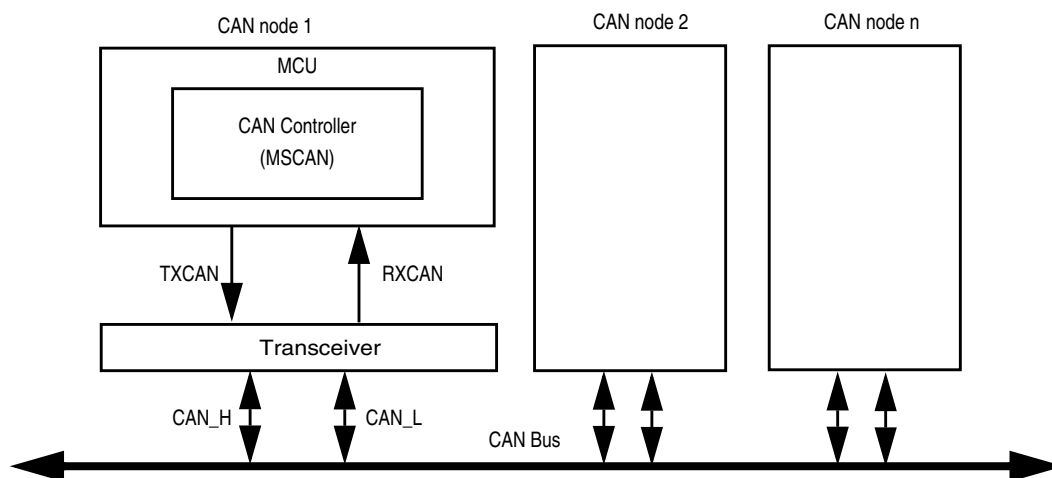 CAN node 1
CAN node 2
CAN node n
MCU
CAN Controller
(MSCAN)
TXCAN
RXCAN
Transceiver
CAN_H
CAN_L
CAN Bus